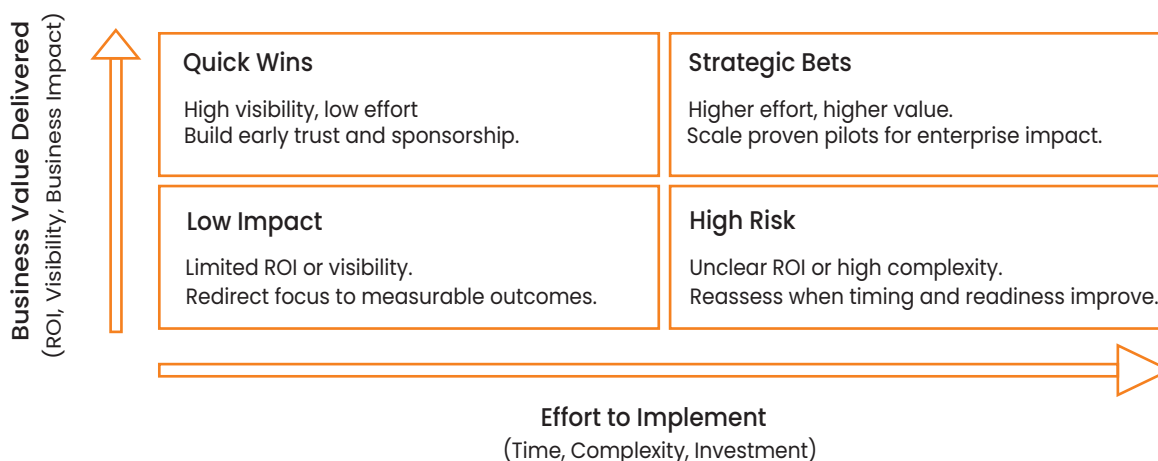 Business Value Delivered
(ROI, Visibility, Business Impact)
Quick Wins
High visibility, low effort
Build early trust and sponsorship.
Strategic Bets
Higher effort, higher value.
Scale proven pilots for enterprise impact.
Low Impact
Limited ROI or visibility.
Redirect focus to measurable outcomes.
High Risk
Unclear ROI or high complexity.
Reassess when timing and readiness improve.
Effort to Implement
(Time, Complexity, Investment)